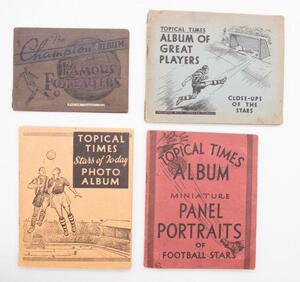 The
Champion ALBUM
OF
FAMOUS
FOOTBALLERS
TOPICAL TIMES
ALBUM OF
GREAT
PLAYERS
CLOSE-UPS
OF THE
STARS
TOPICAL
TIMES
Stars of To-day
PHOTO
ALBUM
TOPICAL TIMES
ALBUM
MINIATURE
PANEL
PORTRAITS
OF
FOOTBALL STARS